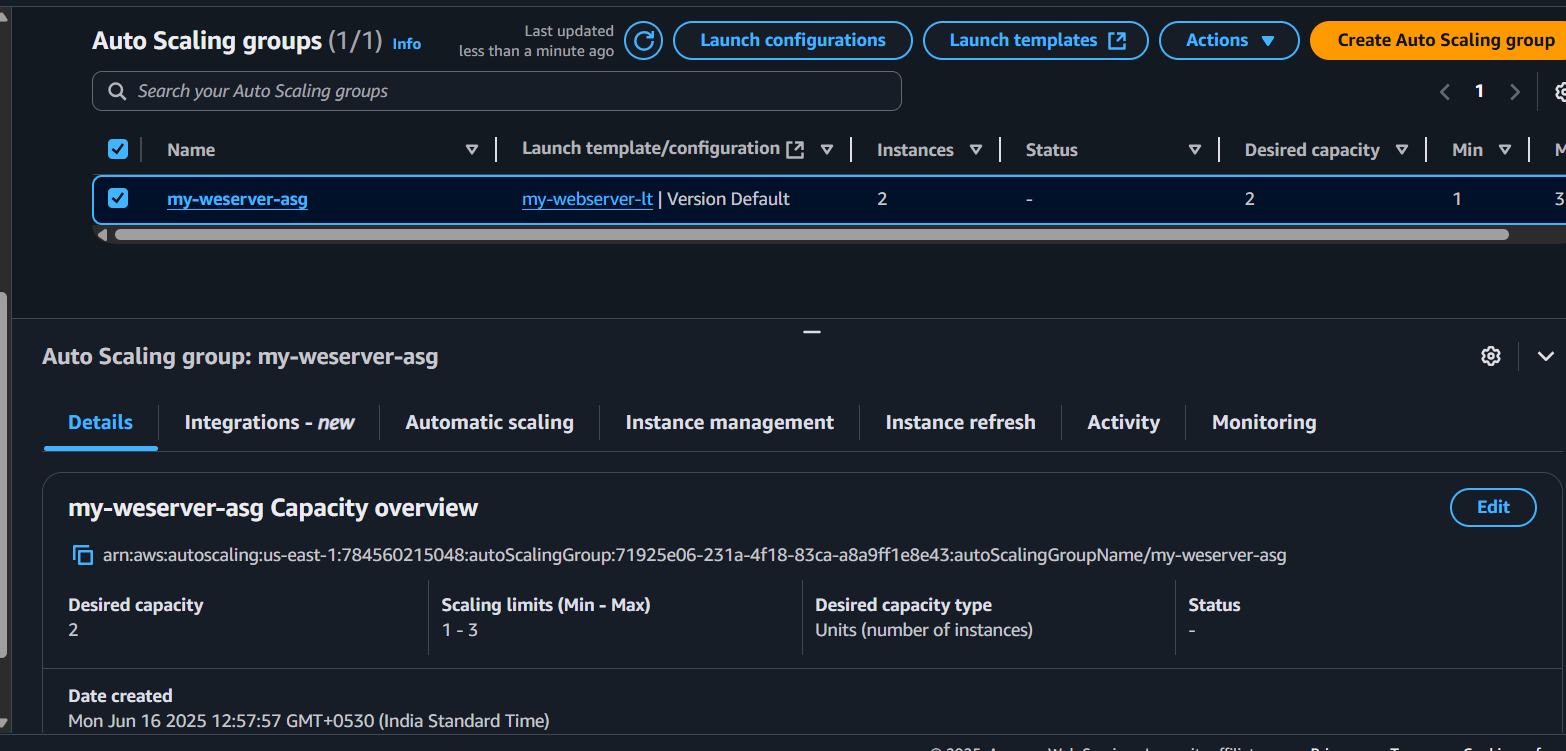 Auto Scaling groups (1/1) Info
Last updated
less than a minute ago
Launch configurations
Launch templates
Actions
Create Auto Scaling group
Search your Auto Scaling groups
1
Name
Launch template/configuration
Instances
Status
Desired capacity
Min
my-weserver-asg
my-webserver-lt | Version Default
2
-
2
1
3
Auto Scaling group: my-weserver-asg
Details
Integrations - new
Automatic scaling
Instance management
Instance refresh
Activity
Monitoring
my-weserver-asg Capacity overview
Edit
arn:aws:autoscaling:us-east-1:784560215048:autoScalingGroup:71925e06-231a-4f18-83ca-a8a9ff1e8e43:autoScalingGroupName/my-weserver-asg
Desired capacity
2
Scaling limits (Min - Max)
1 - 3
Desired capacity type
Units (number of instances)
Status
-
Date created
Mon Jun 16 2025 12:57:57 GMT+0530 (India Standard Time)